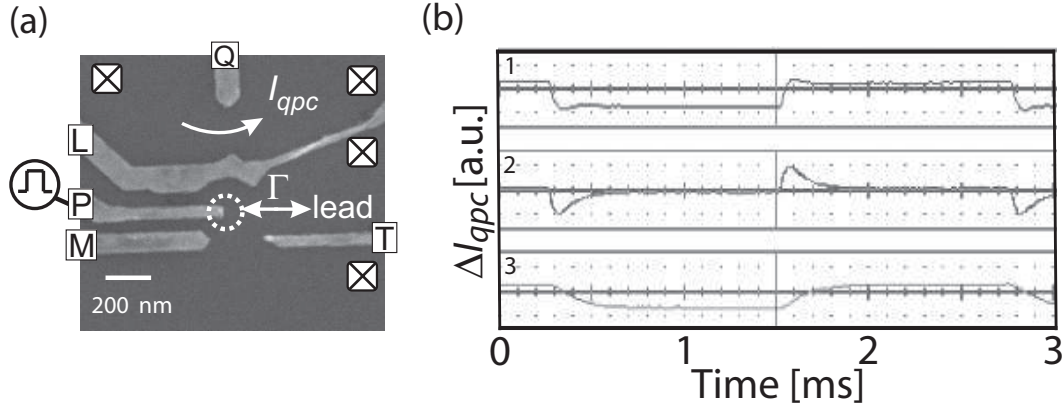 (a)
Q
I_qpc
L
P
Γ
lead
M
T
200 nm
(b)
1
2
3
ΔI_qpc [a.u.]
0
1
2
3
Time [ms]